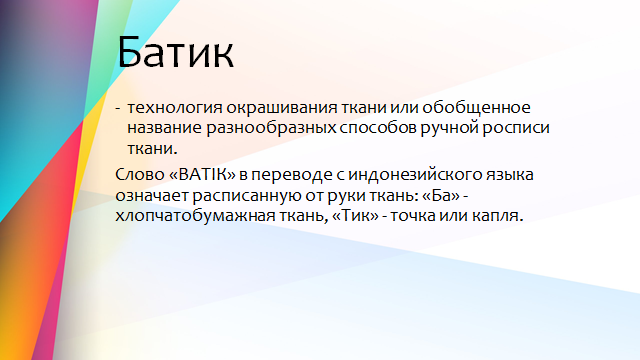 Батик
- технология окрашивания ткани или обобщенное
название разнообразных способов ручной росписи
ткани.
Слово «BATIК» в переводе с индонезийского языка
означает расписанную от руки ткань: «Ба» -
хлопчатобумажная ткань, «Тик» - точка или капля.